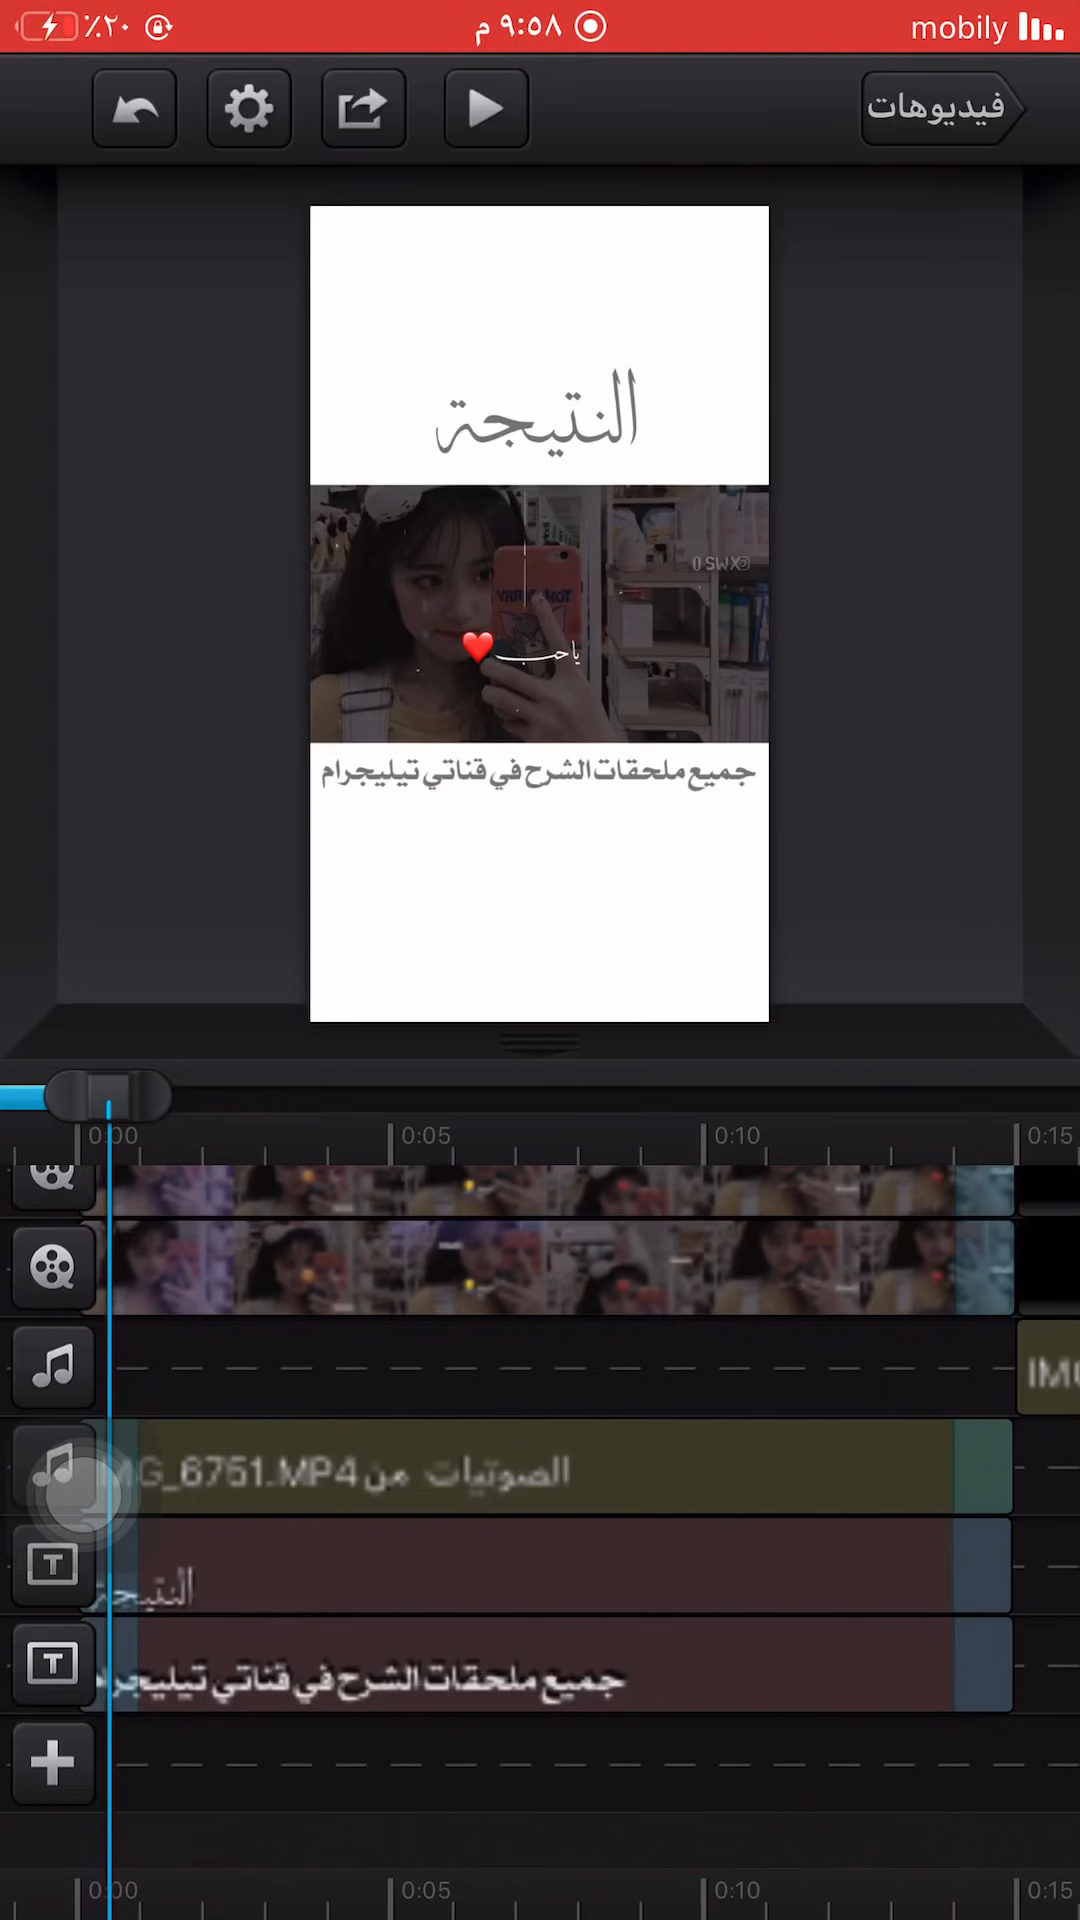 ٪٢٠
٩:٥٨ م
mobily
فيديوهات
النتيجة
يا حب ❤️
جميع ملحقات الشرح في قناتي تيليجرام
0:00
0:05
0:10
0:15
الصوتيات من IMG_6751.MP4
النتيجة
جميع ملحقات الشرح في قناتي تيليجرام
0:00
0:05
0:10
0:15